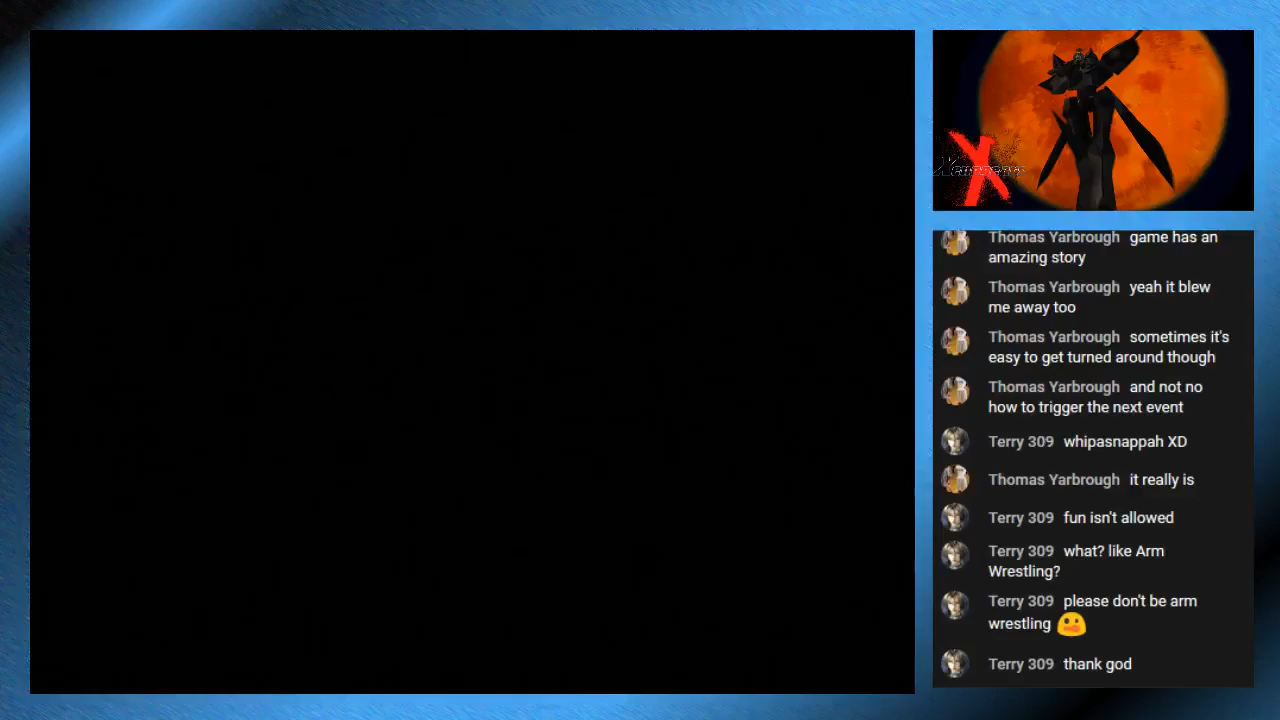 Xenogears
X
Thomas Yarbrough game has an
amazing story
Thomas Yarbrough yeah it blew
me away too
Thomas Yarbrough sometimes it's
easy to get turned around though
Thomas Yarbrough and not no
how to trigger the next event
Terry 309 whipasnappah XD
Thomas Yarbrough it really is
Terry 309 fun isn't allowed
Terry 309 what? like Arm
Wrestling?
Terry 309 please don't be arm
wrestling
Terry 309 thank god